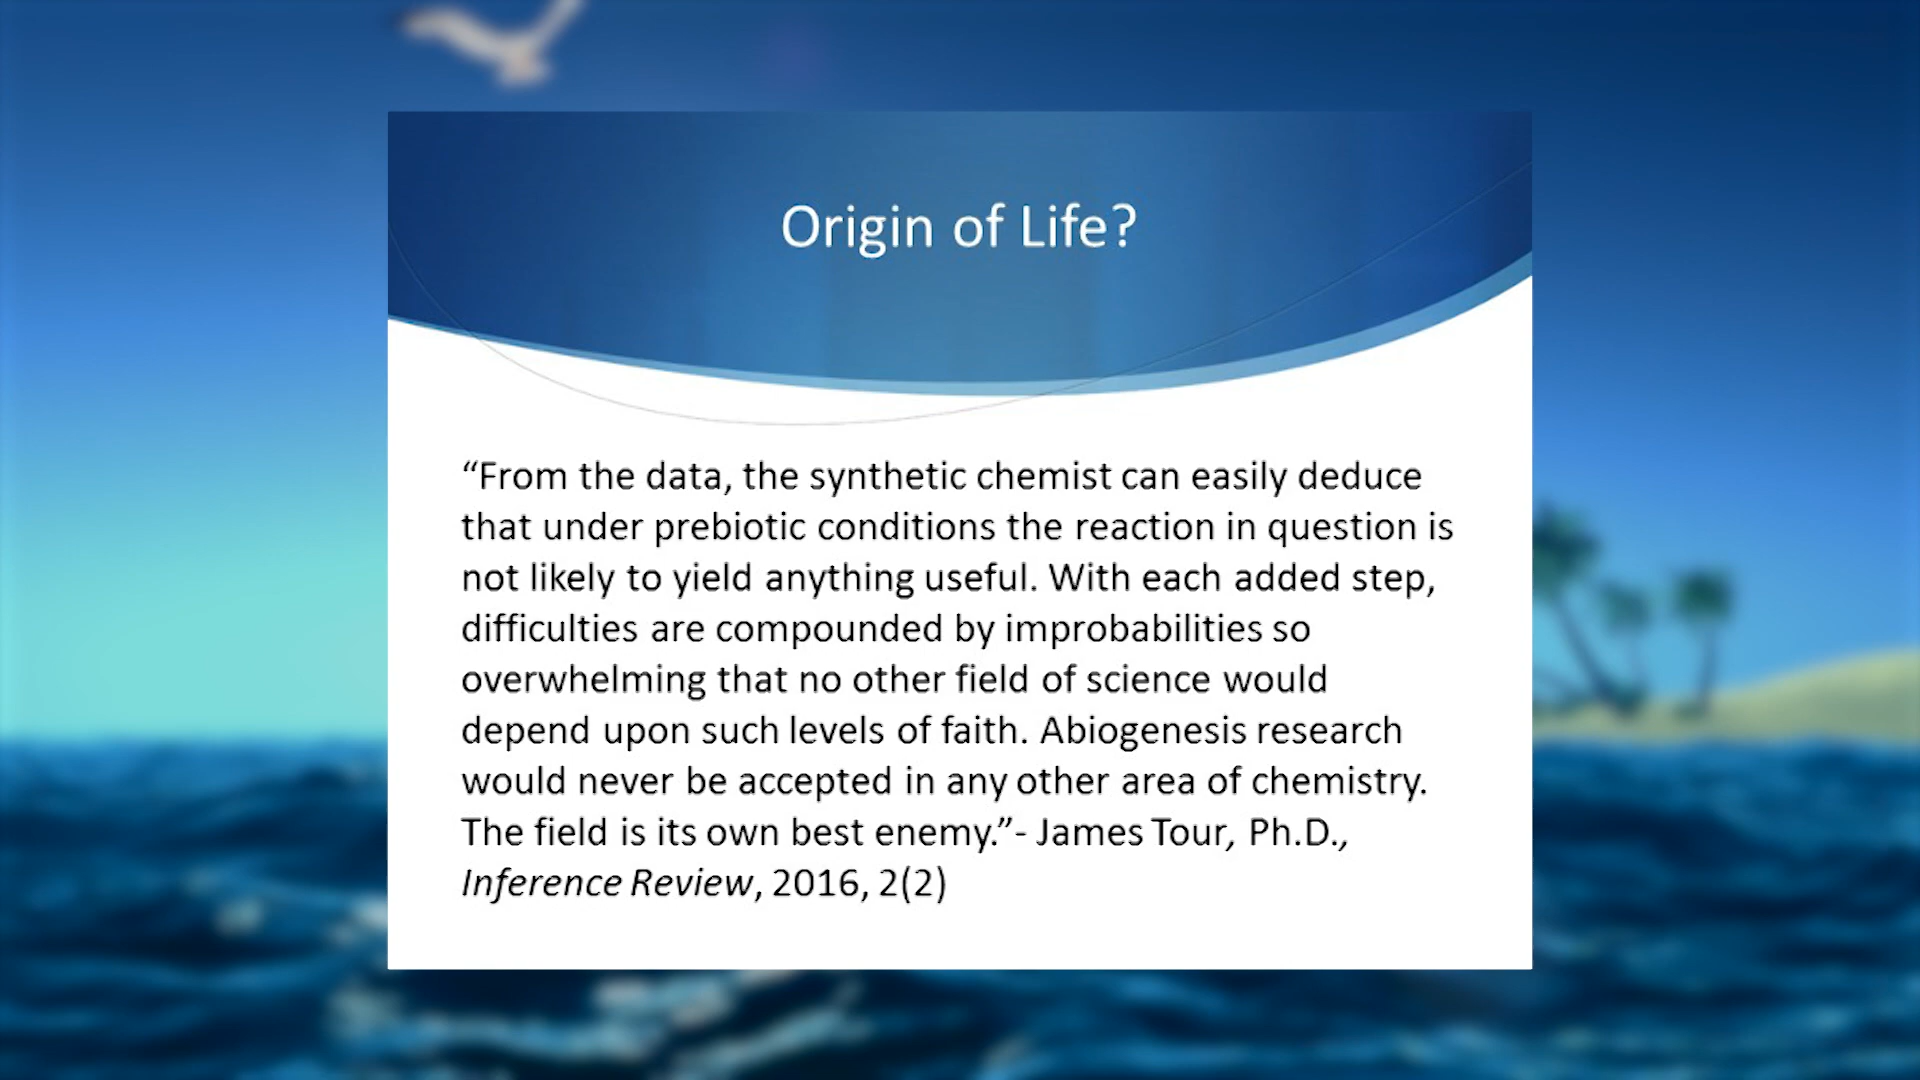 Origin of Life?
“From the data, the synthetic chemist can easily deduce
that under prebiotic conditions the reaction in question is
not likely to yield anything useful. With each added step,
difficulties are compounded by improbabilities so
overwhelming that no other field of science would
depend upon such levels of faith. Abiogenesis research
would never be accepted in any other area of chemistry.
The field is its own best enemy.”- James Tour, Ph.D.,
Inference Review, 2016, 2(2)